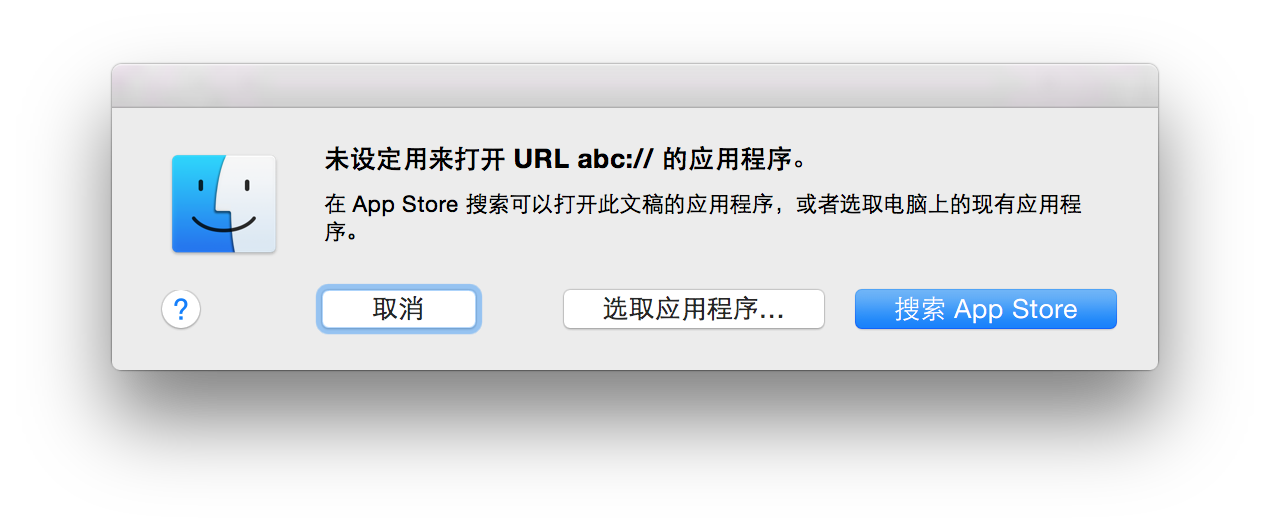 未设定用来打开 URL abc:// 的应用程序。
在 App Store 搜索可以打开此文稿的应用程序，或者选取电脑上的现有应用程
序。
? 取消 选取应用程序... 搜索 App Store